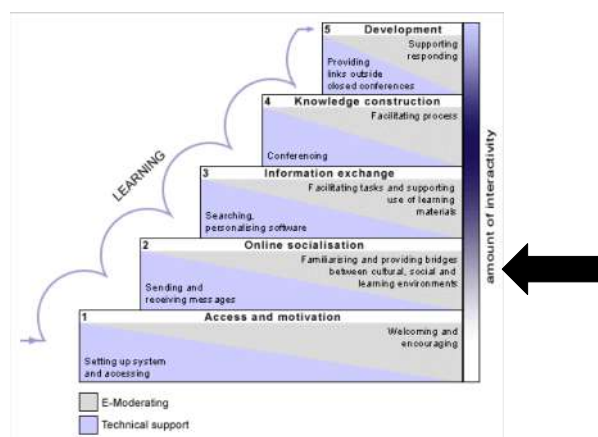 5 Development
Supporting
responding
Providing
links outside
closed conferences
4 Knowledge construction
Facilitating process
Conferencing
3 Information exchange
Facilitating tasks and supporting
use of learning
materials
Searching,
personalising software
2 Online socialisation
Familiarising and providing bridges
between cultural, social and
learning environments
Sending and
receiving messages
1 Access and motivation
Welcoming and
encouraging
Setting up system
and accessing
LEARNING
amount of interactivity
E-Moderating
Technical support